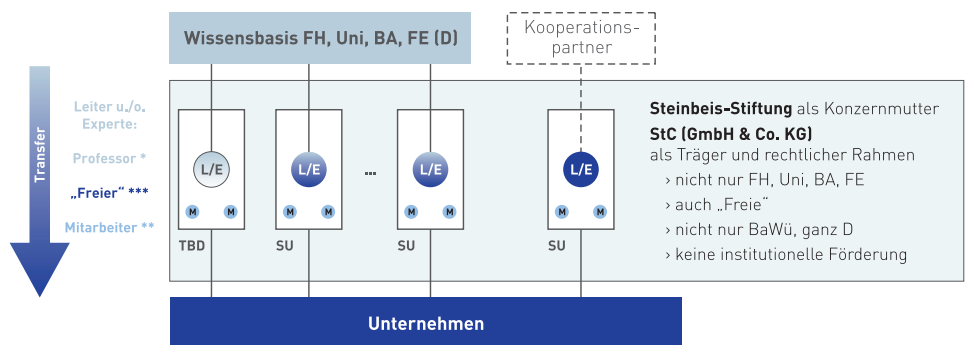 Wissensbasis FH, Uni, BA, FE (D)
Kooperations-
partner
Transfer
Leiter u./o.
Experte:
Professor *
„Freier“ ***
Mitarbeiter **
L/E
L/E
...
L/E
L/E
M
M
M
M
M
M
M
M
TBD
SU
SU
SU
Steinbeis-Stiftung als Konzernmutter
StC (GmbH & Co. KG)
als Träger und rechtlicher Rahmen
› nicht nur FH, Uni, BA, FE
› auch „Freie“
› nicht nur BaWü, ganz D
› keine institutionelle Förderung
Unternehmen